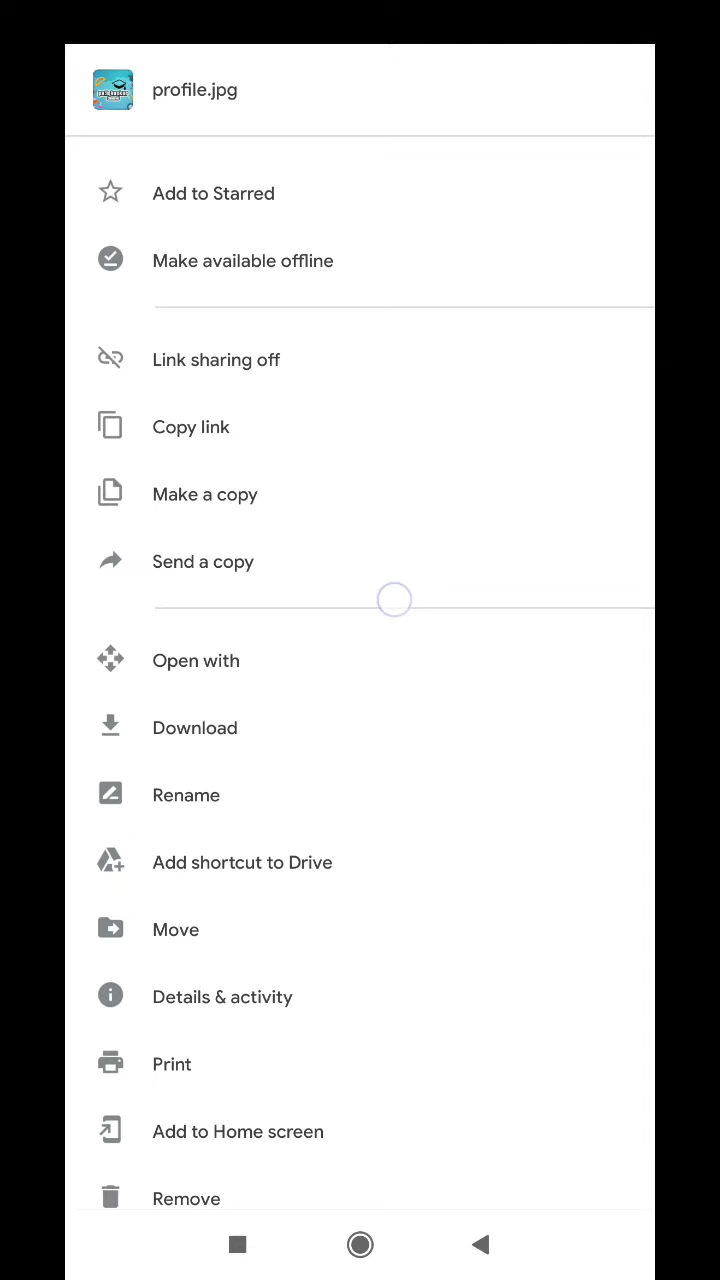 profile.jpg
Add to Starred
Make available offline
Link sharing off
Copy link
Make a copy
Send a copy
Open with
Download
Rename
Add shortcut to Drive
Move
Details & activity
Print
Add to Home screen
Remove